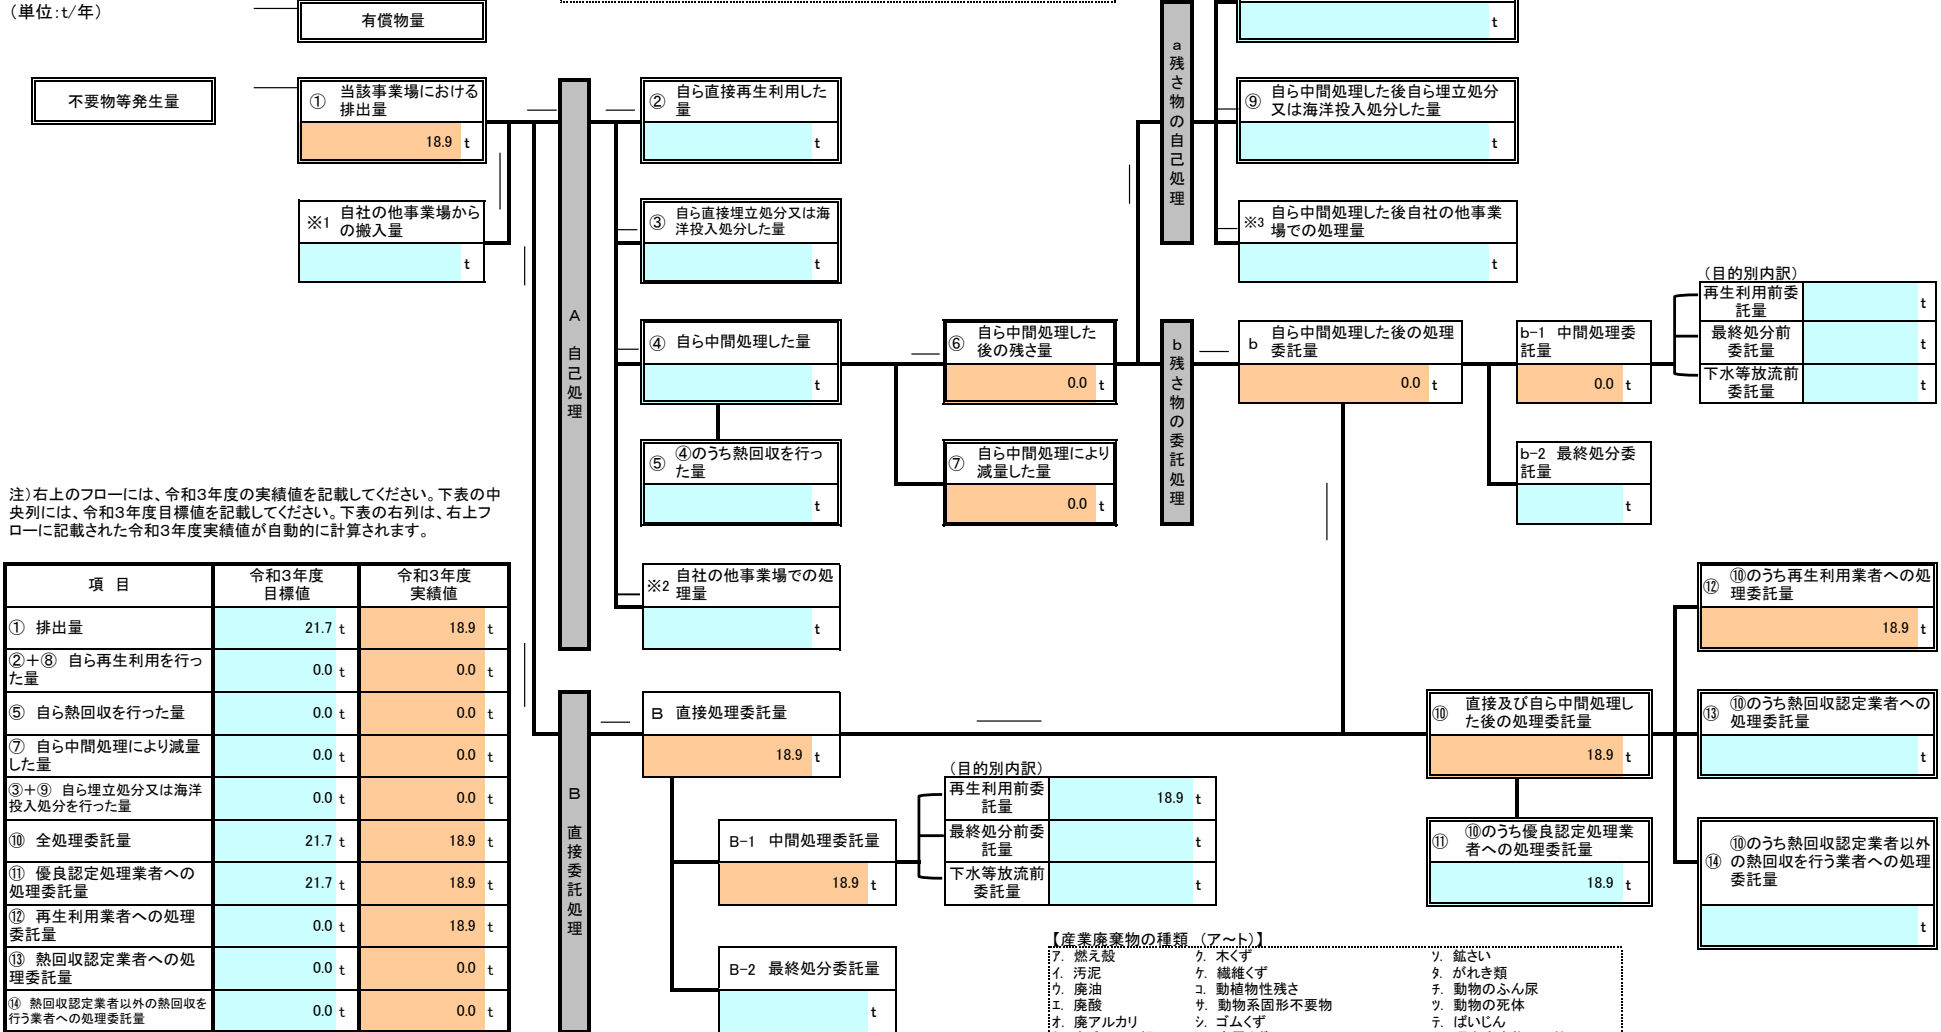 （単位:t/年）
有償物量
t
不要物等発生量
① 当該事業場における
排出量
18.9 t
※1 自社の他事業場から
の搬入量
t
A 自己処理
② 自ら直接再生利用した
量
t
③ 自ら直接埋立処分又は海
洋投入処分した量
t
④ 自ら中間処理した量
t
⑤ ④のうち熱回収を行っ
た量
t
※2 自社の他事業場での処
理量
t
⑥ 自ら中間処理した
後の残さ量
0.0 t
⑦ 自ら中間処理により
減量した量
0.0 t
a 残さ物の自己処理
⑨ 自ら中間処理した後自ら埋立処分
又は海洋投入処分した量
t
※3 自ら中間処理した後自社の他事業
場での処理量
t
b 残さ物の委託処理
b 自ら中間処理した後の処理
委託量
0.0 t
b-1 中間処理委
託量
0.0 t
b-2 最終処分委
託量
t
（目的別内訳）
再生利用前委
託量
t
最終処分前
委託量
t
下水等放流前
委託量
t
注）右上のフローには、令和3年度の実績値を記載してください。下表の中
央列には、令和3年度目標値を記載してください。下表の右列は、右上フ
ローに記載された令和3年度実績値が自動的に計算されます。
項 目 令和3年度
目標値 令和3年度
実績値
① 排出量 21.7 t 18.9 t
②＋⑧ 自ら再生利用を行っ
た量 0.0 t 0.0 t
⑤ 自ら熱回収を行った量 0.0 t 0.0 t
⑦ 自ら中間処理により減量
した量 0.0 t 0.0 t
③＋⑨ 自ら埋立処分又は海洋
投入処分を行った量 0.0 t 0.0 t
⑩ 全処理委託量 21.7 t 18.9 t
⑪ 優良認定処理業者への
処理委託量 21.7 t 18.9 t
⑫ 再生利用業者への処理
委託量 0.0 t 18.9 t
⑬ 熱回収認定業者への処
理委託量 0.0 t 0.0 t
⑭ 熱回収認定業者以外の熱回収を
行う業者への処理委託量 0.0 t 0.0 t
B 直接委託処理
B 直接処理委託量
18.9 t
B-1 中間処理委託量
18.9 t
B-2 最終処分委託量
t
（目的別内訳）
再生利用前委
託量
18.9 t
最終処分前委
託量
t
下水等放流前
委託量
t
⑩ 直接及び自ら中間処理し
た後の処理委託量
18.9 t
⑪ ⑩のうち優良認定処理業
者への処理委託量
18.9 t
⑫ ⑩のうち再生利用業者への処
理委託量
18.9 t
⑬ ⑩のうち熱回収認定業者への
処理委託量
t
⑭ ⑩のうち熱回収認定業者以外
の熱回収を行う業者への処理
委託量
t
【産業廃棄物の種類 （ア～ト）】
ア. 燃え殻 ク. 木くず ソ. 鉱さい
イ. 汚泥 ケ. 繊維くず タ. がれき類
ウ. 廃油 コ. 動植物性残さ チ. 動物のふん尿
エ. 廃酸 サ. 動物系固形不要物 ツ. 動物の死体
オ. 廃アルカリ シ. ゴムくず テ. ばいじん